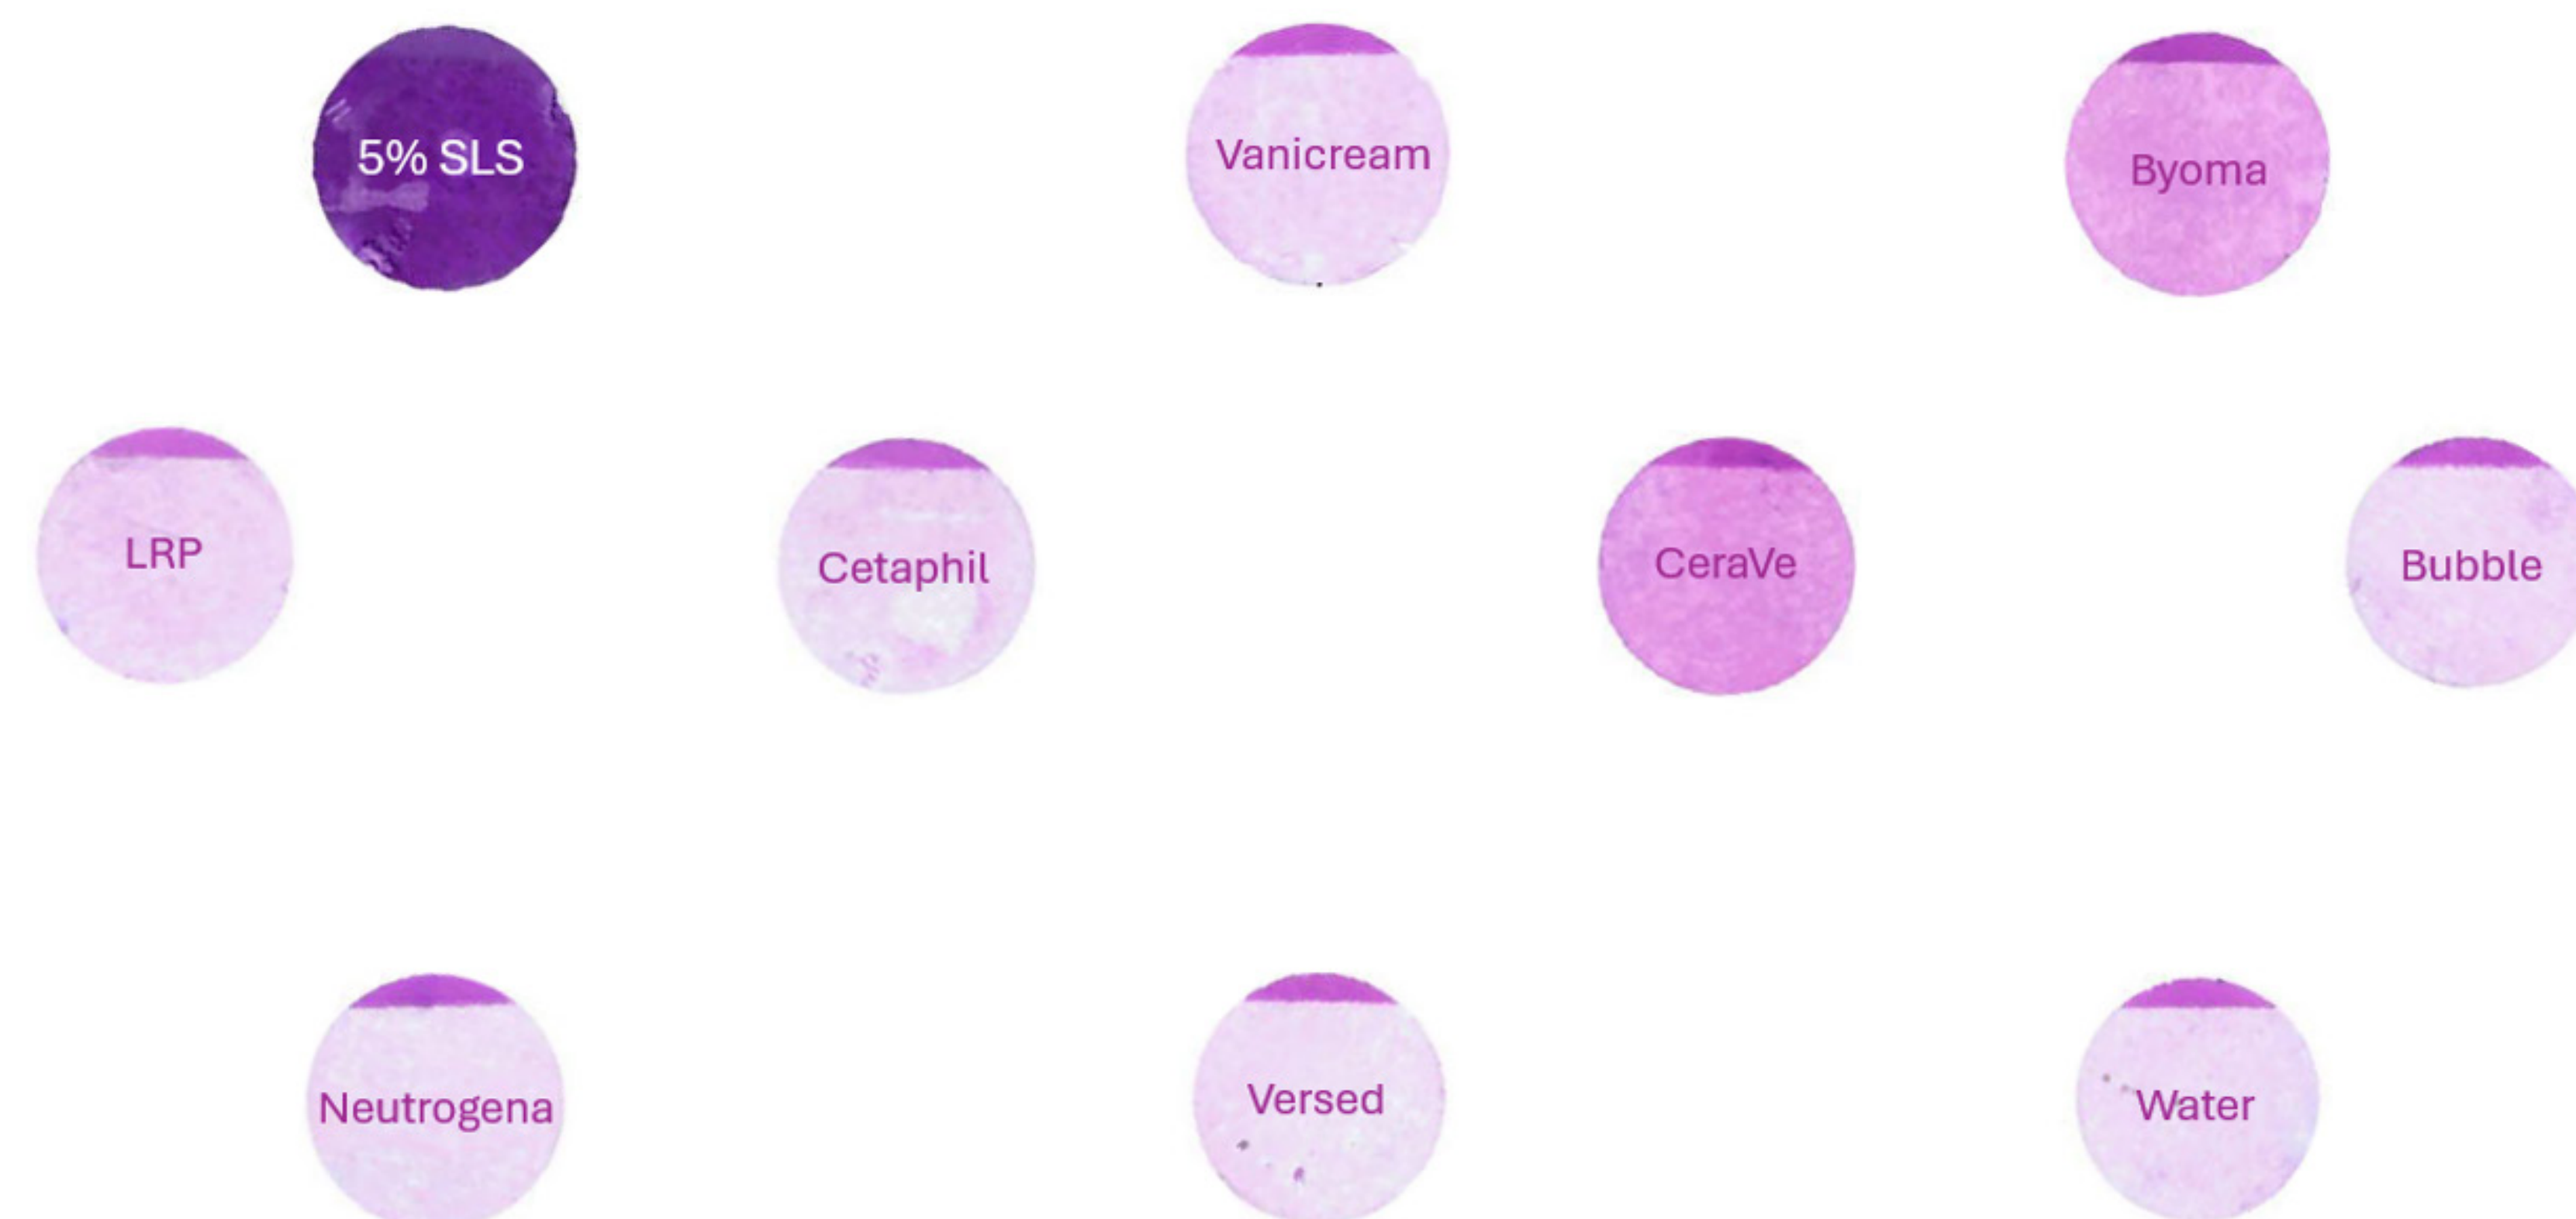 5% SLS
Vanicream
Byoma
LRP
Cetaphil
CeraVe
Bubble
Neutrogena
Versed
Water